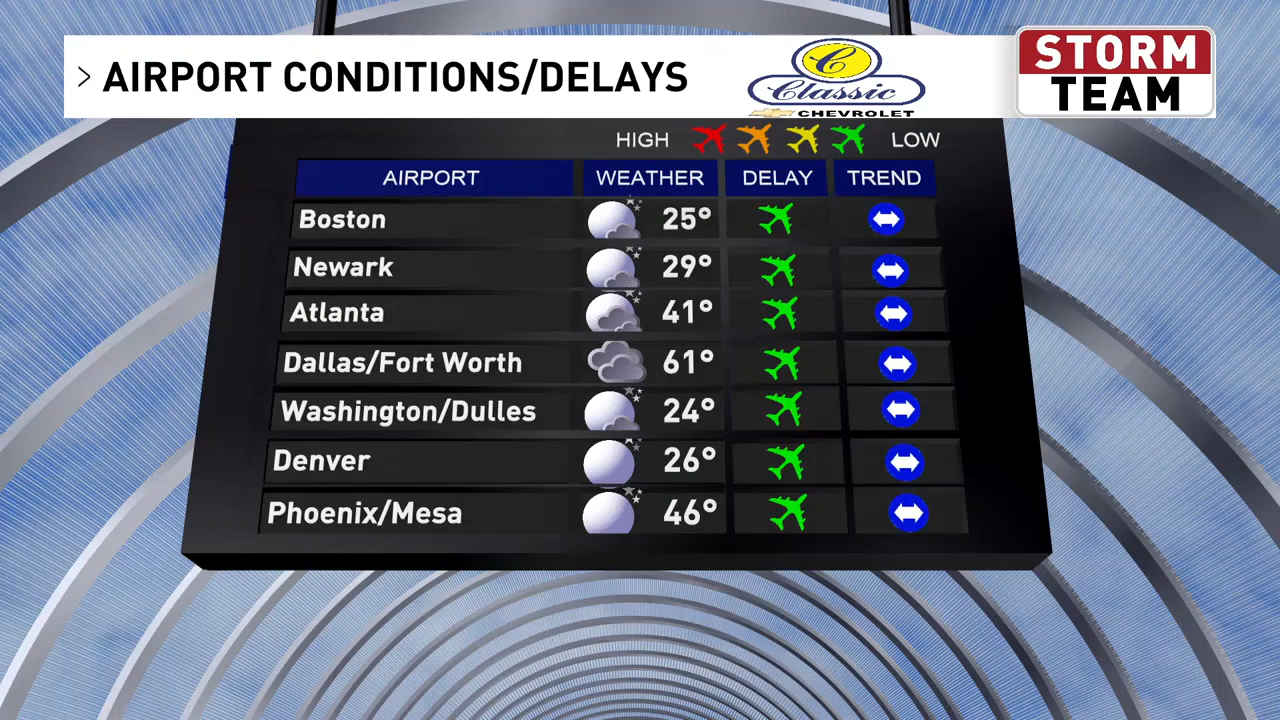 > AIRPORT CONDITIONS/DELAYS
C
Classic
CHEVROLET
STORM
TEAM
HIGH LOW
AIRPORT WEATHER DELAY TREND
Boston 25°
Newark 29°
Atlanta 41°
Dallas/Fort Worth 61°
Washington/Dulles 24°
Denver 26°
Phoenix/Mesa 46°